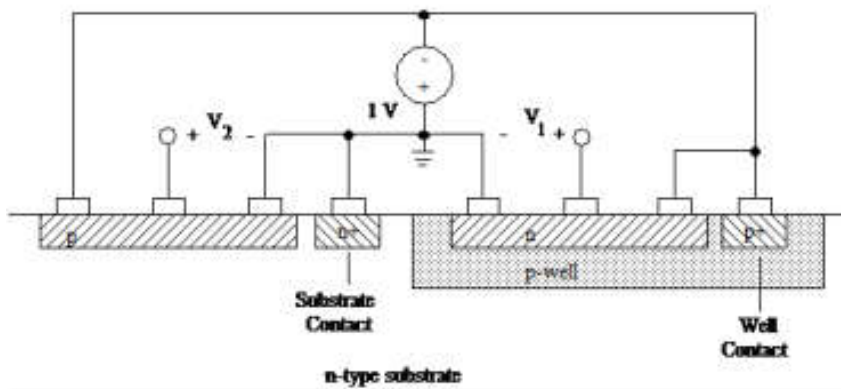 -
+
1 V
+ V2 -
- V1 +
p
n+
n
p+
p-well
Substrate
Contact
Well
Contact
n-type substrate